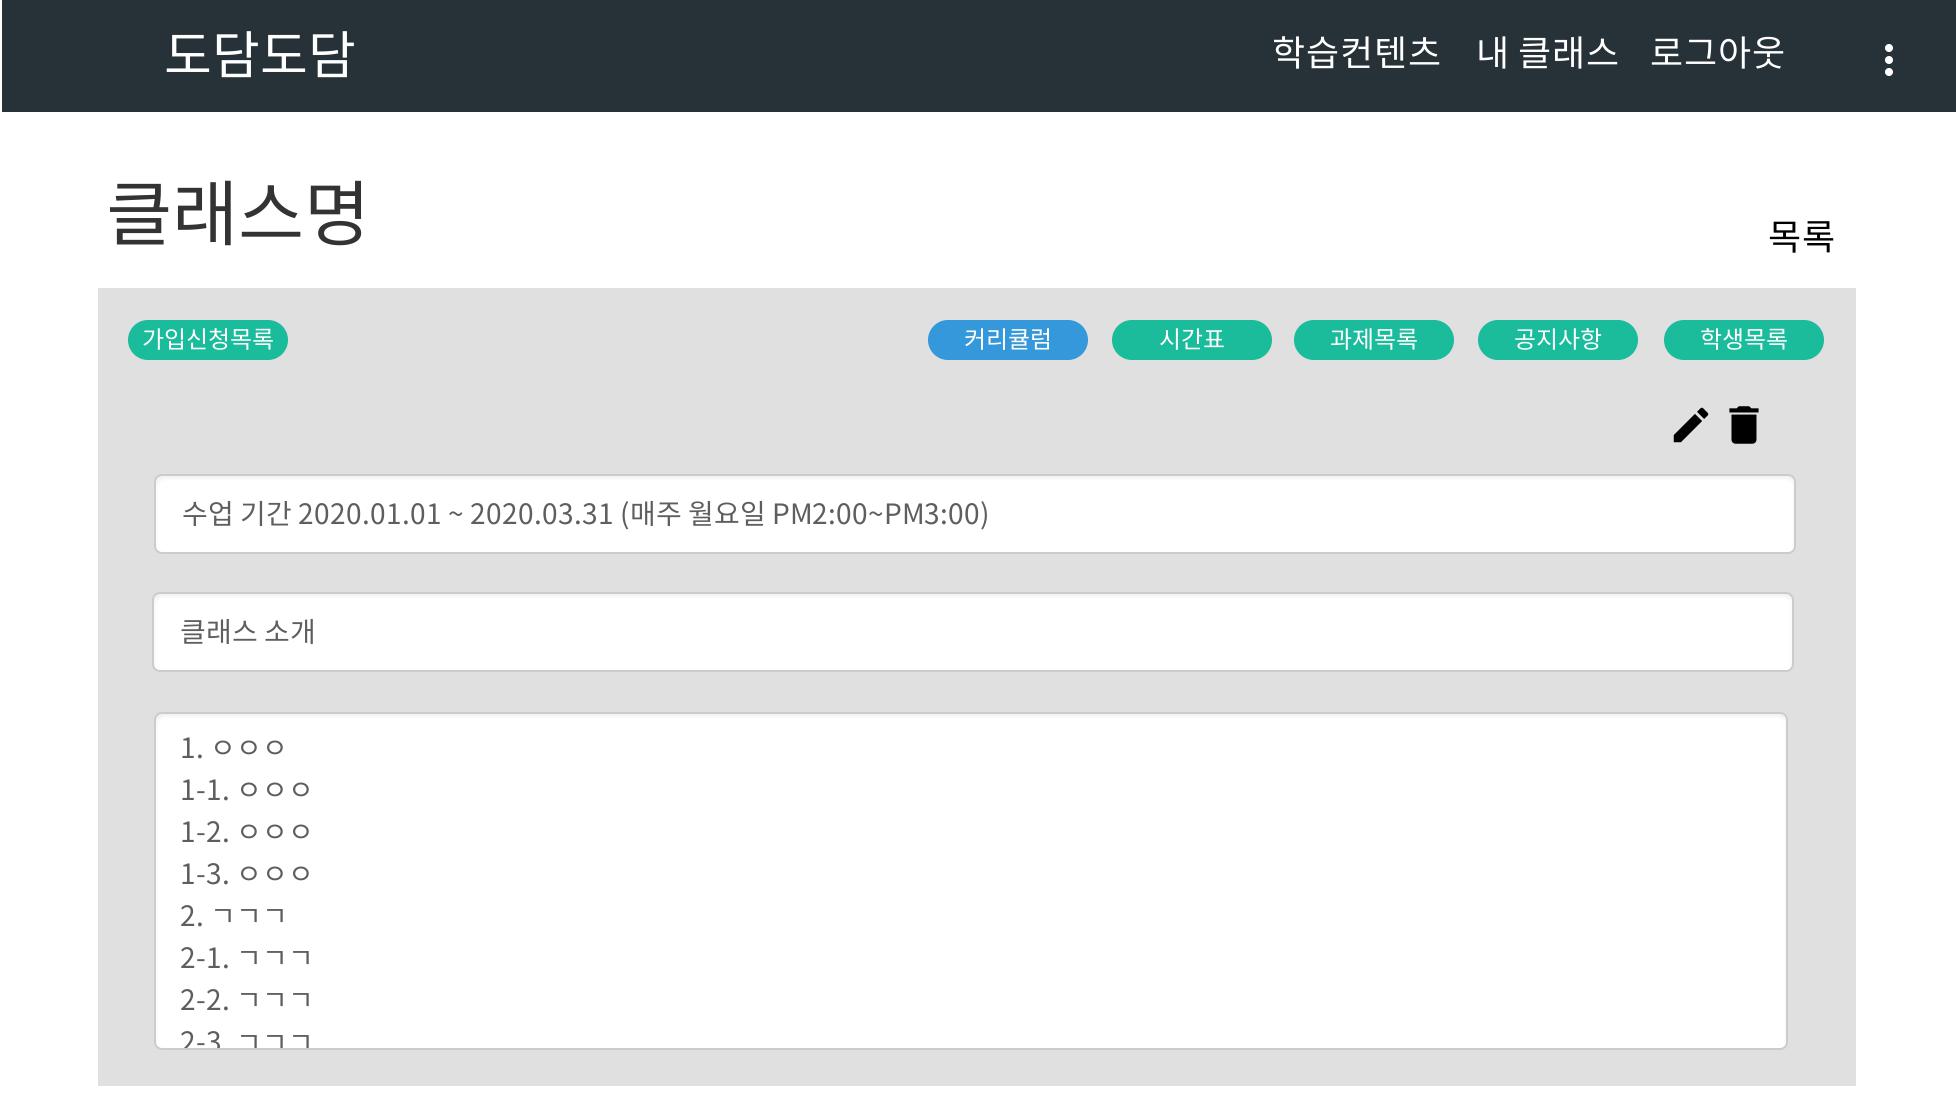 도담도담
학습컨텐츠 내 클래스 로그아웃
클래스명
목록
가입신청목록 커리큘럼 시간표 과제목록 공지사항 학생목록
수업 기간 2020.01.01 ~ 2020.03.31 (매주 월요일 PM2:00~PM3:00)
클래스 소개
1. ㅇㅇㅇ
1-1. ㅇㅇㅇ
1-2. ㅇㅇㅇ
1-3. ㅇㅇㅇ
2. ㄱㄱㄱ
2-1. ㄱㄱㄱ
2-2. ㄱㄱㄱ
2-3. ㄱㄱㄱ